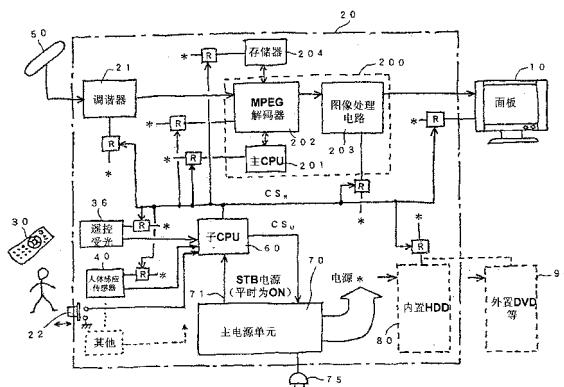 50
20
10
21
调谐器
R
存储器
204
200
MPEG
解码器
202
图像处理
电路
203
面板
R
R
R
主CPU
201
R
CS_R
R
30
36
遥控
受光
R
子CPU
60
CS_U
R
40
人体感应
传感器
R
STB电源
(平时为ON)
71
70
主电源单元
电源 *
内置HDD
80
外置DVD
等
9
22
其他
75